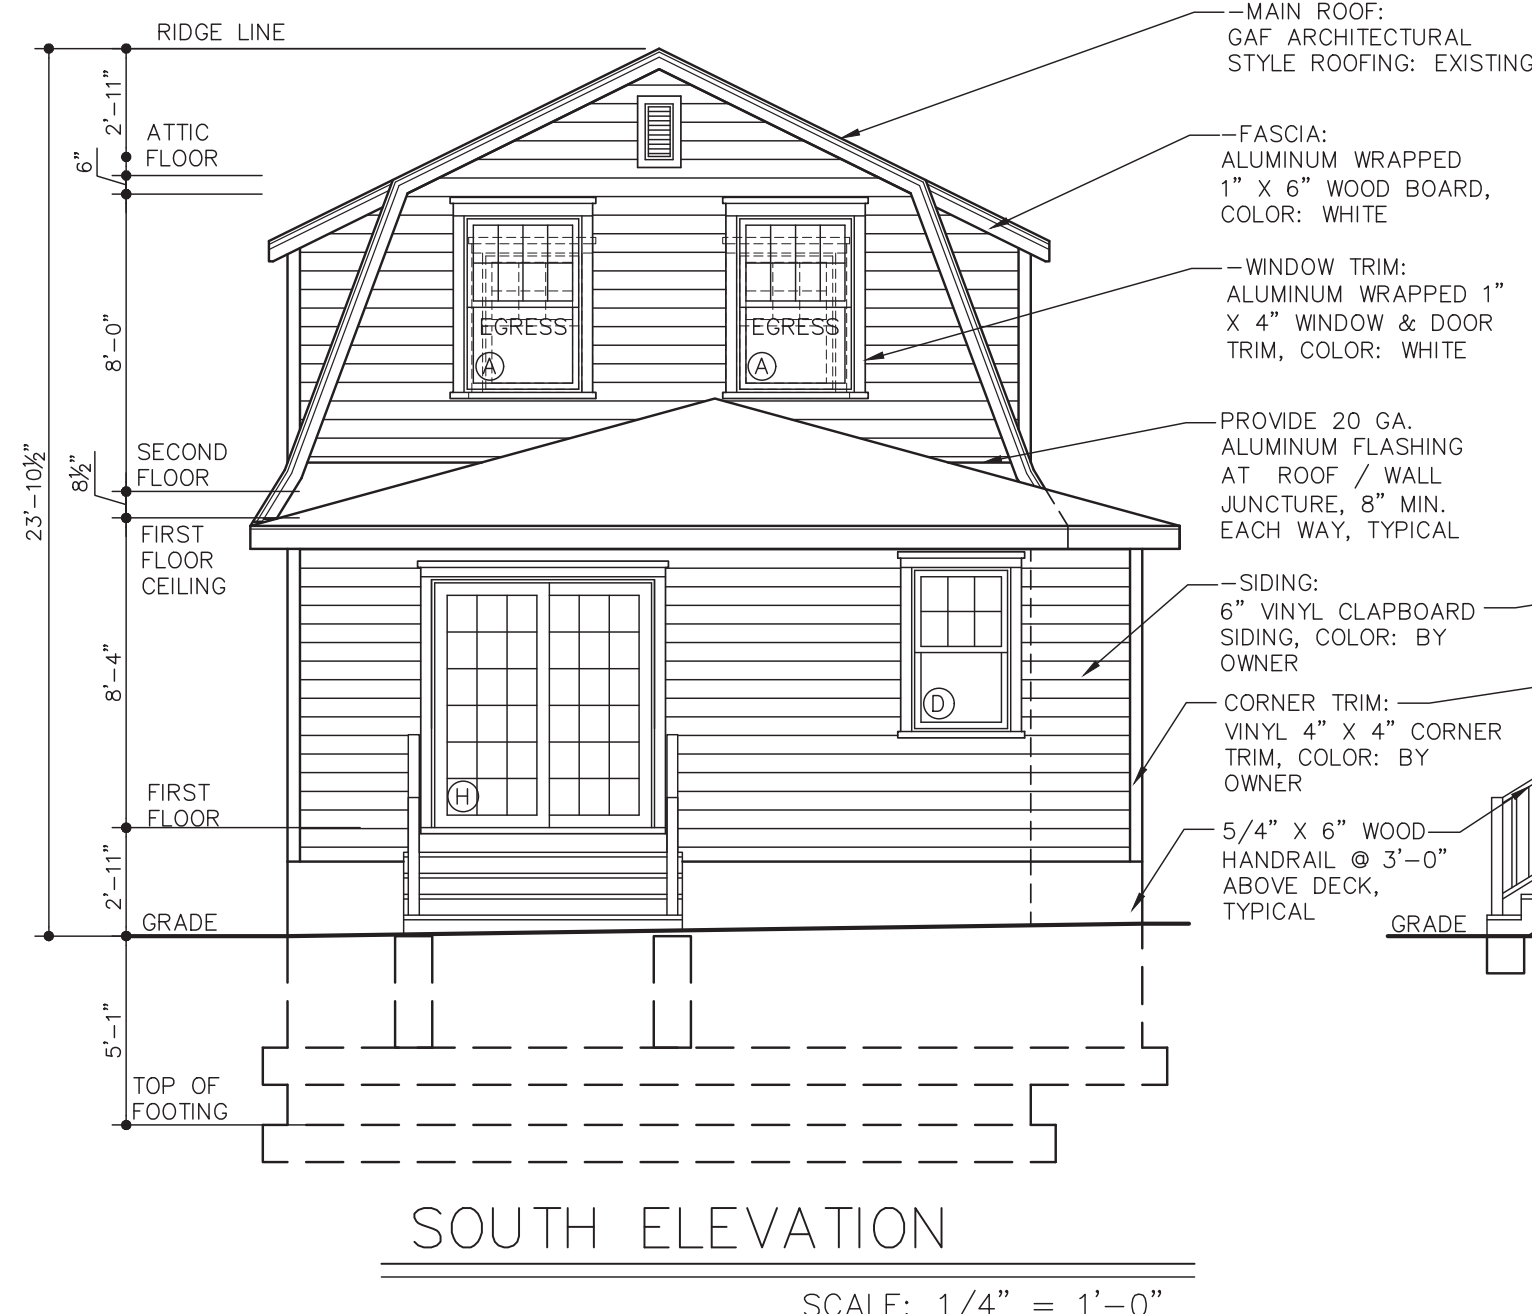 RIDGE LINE
2'-11"
ATTIC
FLOOR
6"
8'-0"
23'-10½"
SECOND
FLOOR
8½"
FIRST
FLOOR
CEILING
8'-4"
FIRST
FLOOR
2'-11"
GRADE
5'-1"
TOP OF
FOOTING
EGRESS
A
EGRESS
A
H
D
-MAIN ROOF:
GAF ARCHITECTURAL
STYLE ROOFING: EXISTING
-FASCIA:
ALUMINUM WRAPPED
1" X 6" WOOD BOARD,
COLOR: WHITE
-WINDOW TRIM:
ALUMINUM WRAPPED 1"
X 4" WINDOW & DOOR
TRIM, COLOR: WHITE
PROVIDE 20 GA.
ALUMINUM FLASHING
AT ROOF / WALL
JUNCTURE, 8" MIN.
EACH WAY, TYPICAL
-SIDING:
6" VINYL CLAPBOARD
SIDING, COLOR: BY
OWNER
CORNER TRIM:
VINYL 4" X 4" CORNER
TRIM, COLOR: BY
OWNER
5/4" X 6" WOOD
HANDRAIL @ 3'-0"
ABOVE DECK,
TYPICAL
GRADE
SOUTH ELEVATION
SCALE: 1/4" = 1'-0"